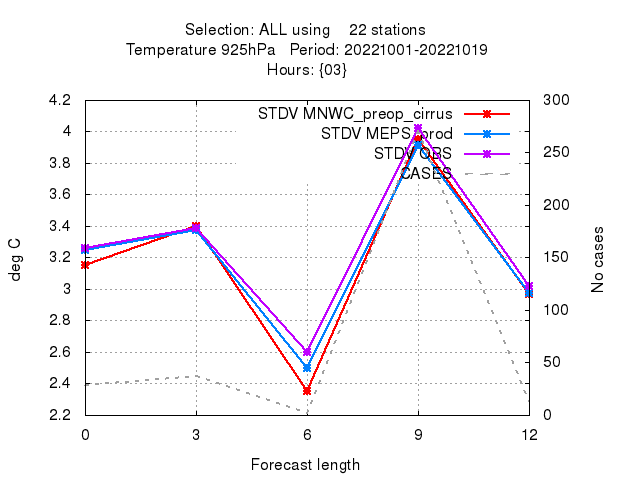 Selection: ALL using 22 stations
Temperature 925hPa Period: 20221001-20221019
Hours: {03}
4.2
4
3.8
3.6
3.4
3.2
3
2.8
2.6
2.4
2.2
deg C
STDV MNWC_preop_cirrus
STDV MEPS_prod
STDV OBS
CASES
300
250
200
150
100
50
0
No cases
0 3 6 9 12
Forecast length